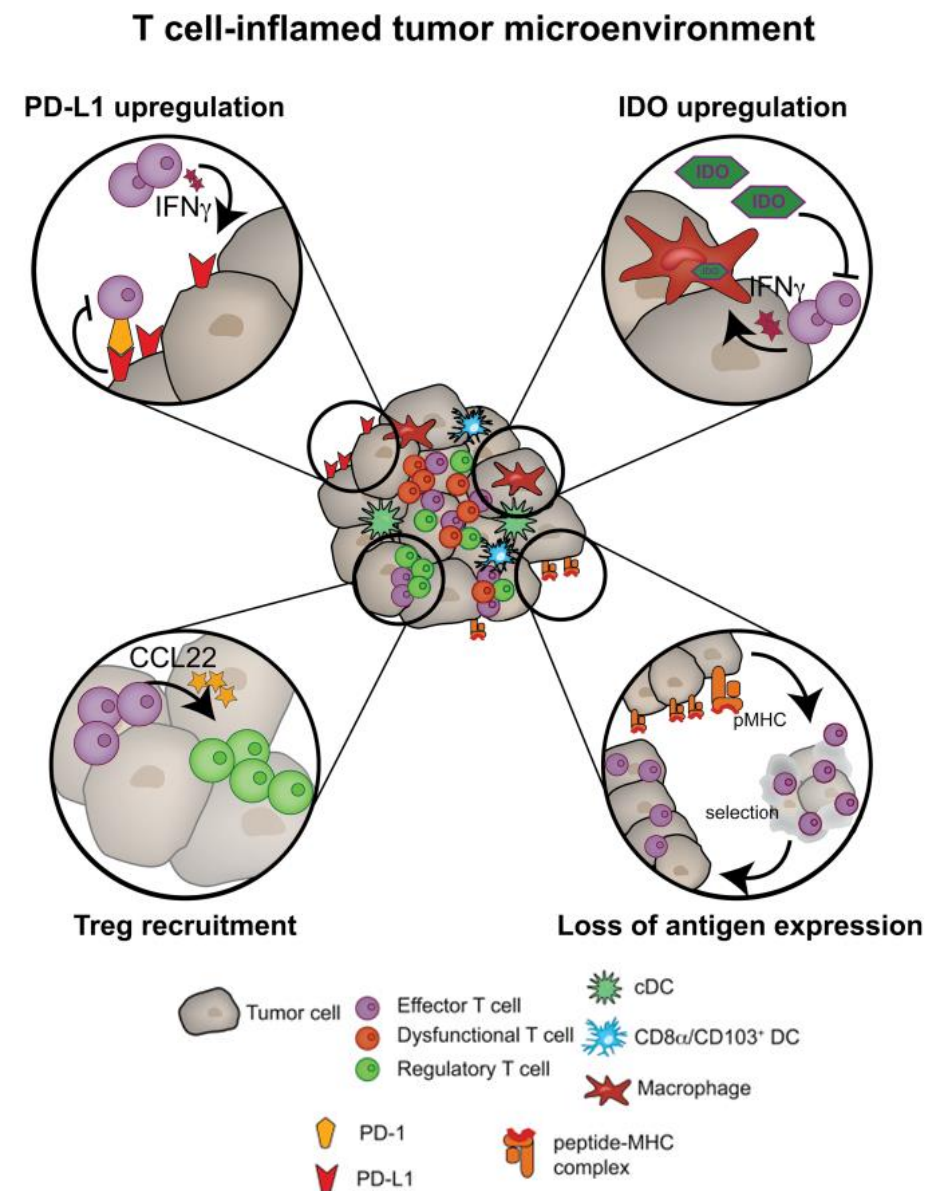 T cell-inflamed tumor microenvironment
PD-L1 upregulation
IDO upregulation
IFNγ
IDO
IDO
IDO
IFNγ
CCL22
pMHC
selection
Treg recruitment
Loss of antigen expression
Tumor cell
Effector T cell
Dysfunctional T cell
Regulatory T cell
cDC
CD8α/CD103⁺ DC
Macrophage
PD-1
PD-L1
peptide-MHC
complex